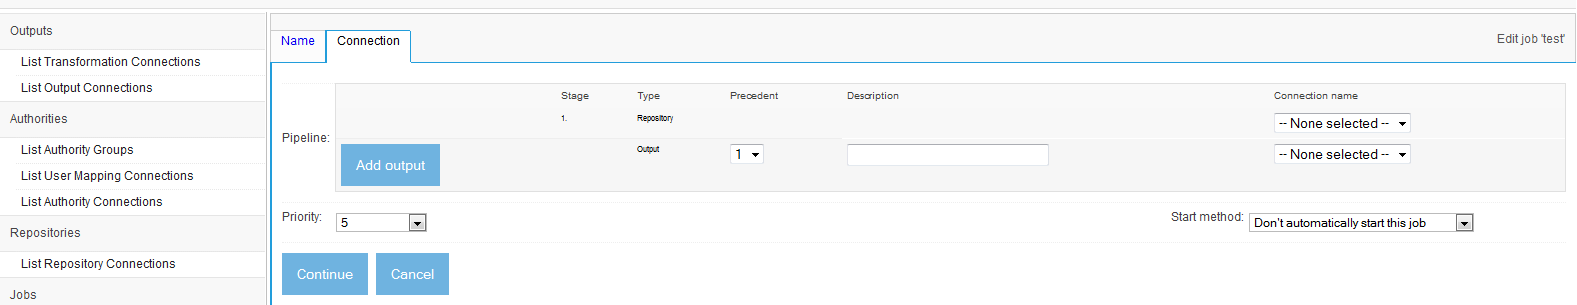 Outputs
List Transformation Connections
List Output Connections
Authorities
List Authority Groups
List User Mapping Connections
List Authority Connections
Repositories
List Repository Connections
Jobs
Name Connection Edit job 'test'
Stage Type Precedent Description Connection name
1. Repository -- None selected --
Pipeline:
Add output Output 1 -- None selected --
Priority: 5 Start method: Don't automatically start this job
Continue Cancel